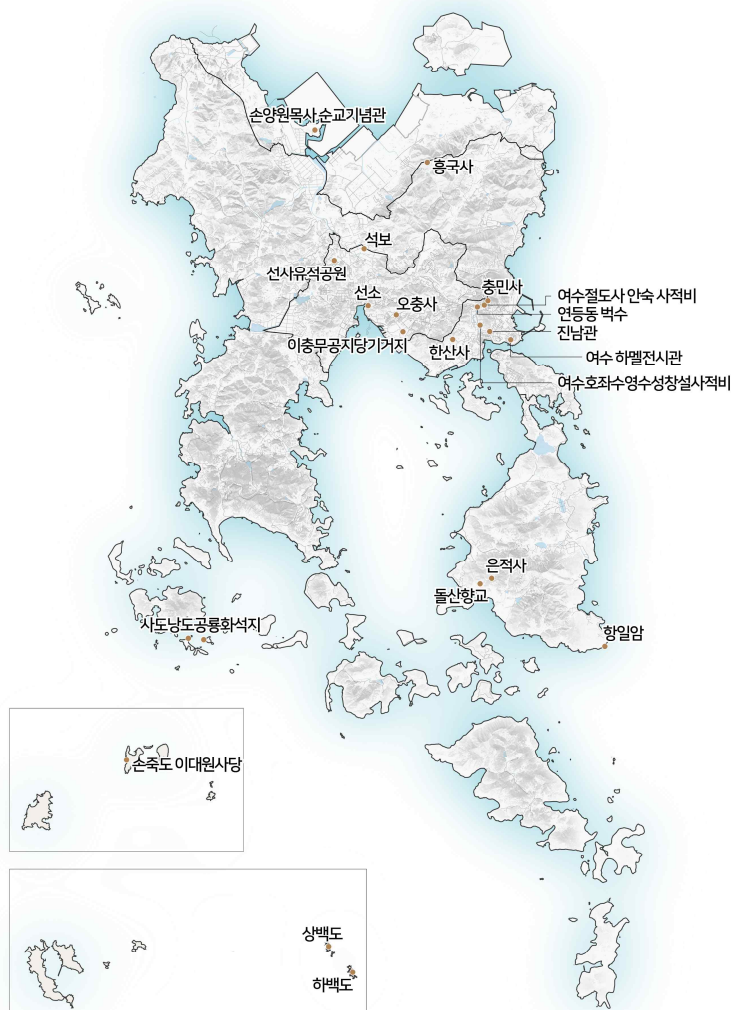 손양원목사 순교기념관
흥국사
석보
선사유석공원
선소
오충사
충민사
여수절도사 안숙 사적비
연등동 벅수
진남관
이충무공지당기거지
한산사
여수 하멜전시관
여수호좌수영수성창설사적비
은적사
돌산향교
사도낭도공룡화석지
항일암
손죽도 이대원사당
상백도
하백도